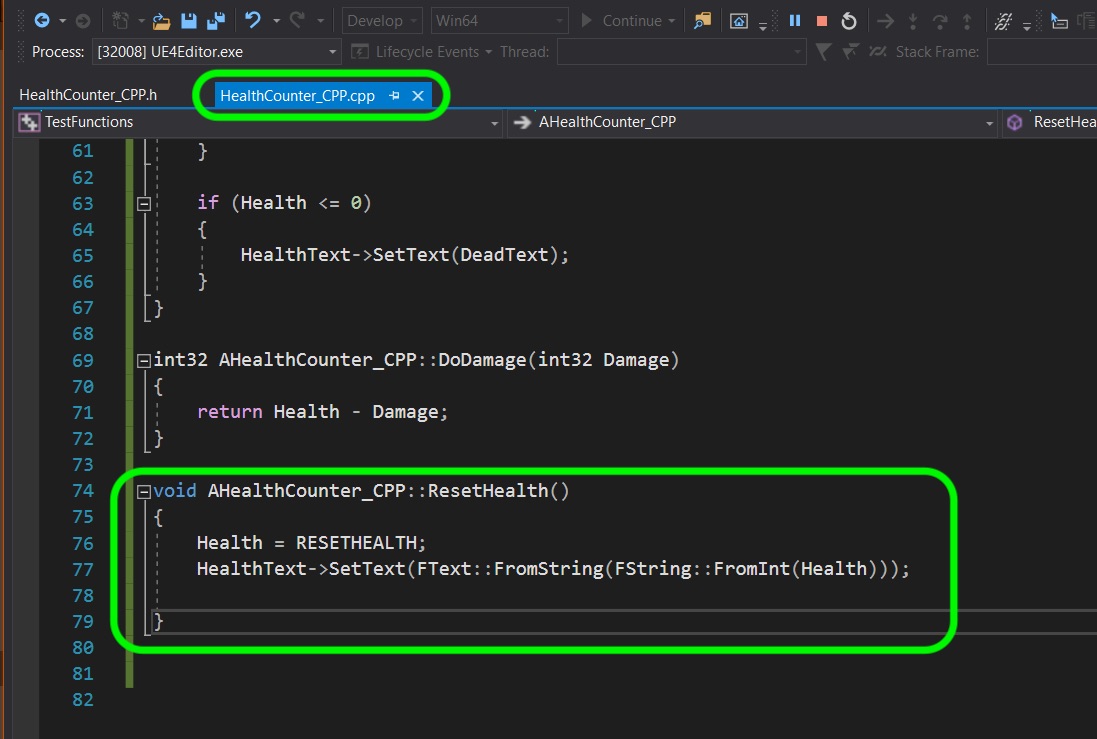 Develop Win64 Continue
Process: [32008] UE4Editor.exe Lifecycle Events Thread: Stack Frame:
HealthCounter_CPP.h HealthCounter_CPP.cpp
TestFunctions AHealthCounter_CPP ResetHea
61 }
62
63 if (Health <= 0)
64 {
65 HealthText->SetText(DeadText);
66 }
67 }
68
69 int32 AHealthCounter_CPP::DoDamage(int32 Damage)
70 {
71 return Health - Damage;
72 }
73
74 void AHealthCounter_CPP::ResetHealth()
75 {
76 Health = RESETHEALTH;
77 HealthText->SetText(FText::FromString(FString::FromInt(Health)));
78
79 }
80
81
82